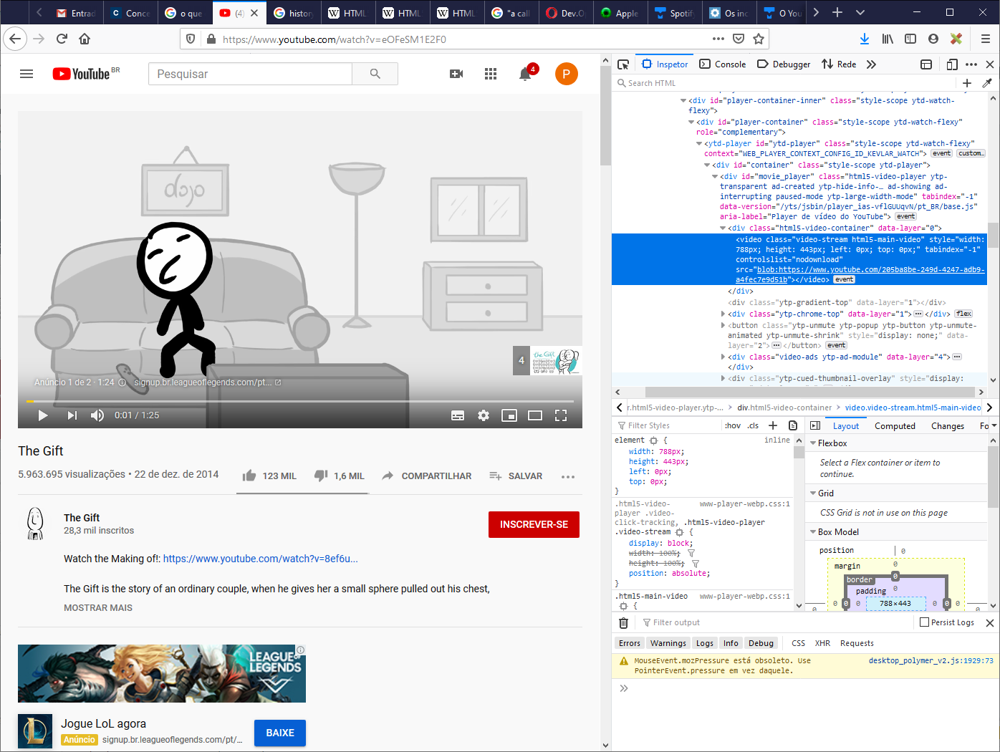 Entrad
Conce
o que
(4)
history
HTML
HTML
HTML
"a call
Dev.O
Apple
Spotif
Os inc
O You
https://www.youtube.com/watch?v=eOFeSM1E2F0
YouTube BR
Pesquisar
4
P
dojo
4
the Gift
Anúncio 1 de 2 · 1:24
signup.br.leagueoflegends.com/pt...
0:01 / 1:25
The Gift
5.963.695 visualizações • 22 de dez. de 2014
123 MIL
1,6 MIL
COMPARTILHAR
SALVAR
The Gift
28,3 mil inscritos
INSCREVER-SE
Watch the Making of!: https://www.youtube.com/watch?v=8ef6u...
The Gift is the story of an ordinary couple, when he gives her a small sphere pulled out his chest,
MOSTRAR MAIS
LEAGUE OF
LEGENDS
Jogue LoL agora
Anúncio signup.br.leagueoflegends.com/pt/...
BAIXE
Inspetor
Console
Debugger
Rede
Search HTML
<div id="player-container-inner" class="style-scope ytd-watch-
flexy">
<div id="player-container" class="style-scope ytd-watch-flexy"
role="complementary">
<ytd-player id="ytd-player" class="style-scope ytd-watch-flexy"
context="WEB_PLAYER_CONTEXT_CONFIG_ID_KEVLAR_WATCH"> event custom...
<div id="container" class="style-scope ytd-player">
<div id="movie_player" class="html5-video-player ytp-
transparent ad-created ytp-hide-info-… ad-showing ad-
interrupting paused-mode ytp-large-width-mode" tabindex="-1"
data-version="/yts/jsbin/player_ias-vflGUUqvN/pt_BR/base.js"
aria-label="Player de vídeo do YouTube"> event
<div class="html5-video-container" data-layer="0">
<video class="video-stream html5-main-video" style="width:
788px; height: 443px; left: 0px; top: 0px;" tabindex="-1"
controlslist="nodownload"
src="blob:https://www.youtube.com/205ba8be-249d-4247-adb9-
a4fec7e9d51b"></video> event
</div>
<div class="ytp-gradient-top" data-layer="1"></div>
<div class="ytp-chrome-top" data-layer="1">…</div> flex
<button class="ytp-unmute ytp-popup ytp-button ytp-unmute-
animated ytp-unmute-shrink" style="display: none;" data-
layer="2">…</button> event
<div class="video-ads ytp-ad-module" data-layer="4">…
</div>
<div class="ytp-cued-thumbnail-overlay" style="display:
r.html5-video-player.ytp-... > div.html5-video-container > video.video-stream.html5-main-video
Filter Styles
:hov .cls
element { inline
width: 788px;
height: 443px;
left: 0px;
top: 0px;
}
.html5-video- www-player-webp.css:1
player .video-
click-tracking, .html5-video-player
.video-stream {
display: block;
width: 100%;
height: 100%;
position: absolute;
}
.html5-main-video www-player-webp.css:1
{
Layout
Computed
Changes
Fo
Flexbox
Select a Flex container or item to
continue.
Grid
CSS Grid is not in use on this page
Box Model
position 0
margin 0
border 0
padding 0
0 0 0 0 788×443 0 0 0 0
Filter output
Persist Logs
Errors Warnings Logs Info Debug CSS XHR Requests
MouseEvent.mozPressure está obsoleto. Use desktop_polymer_v2.js:1929:73
PointerEvent.pressure em vez daquele.